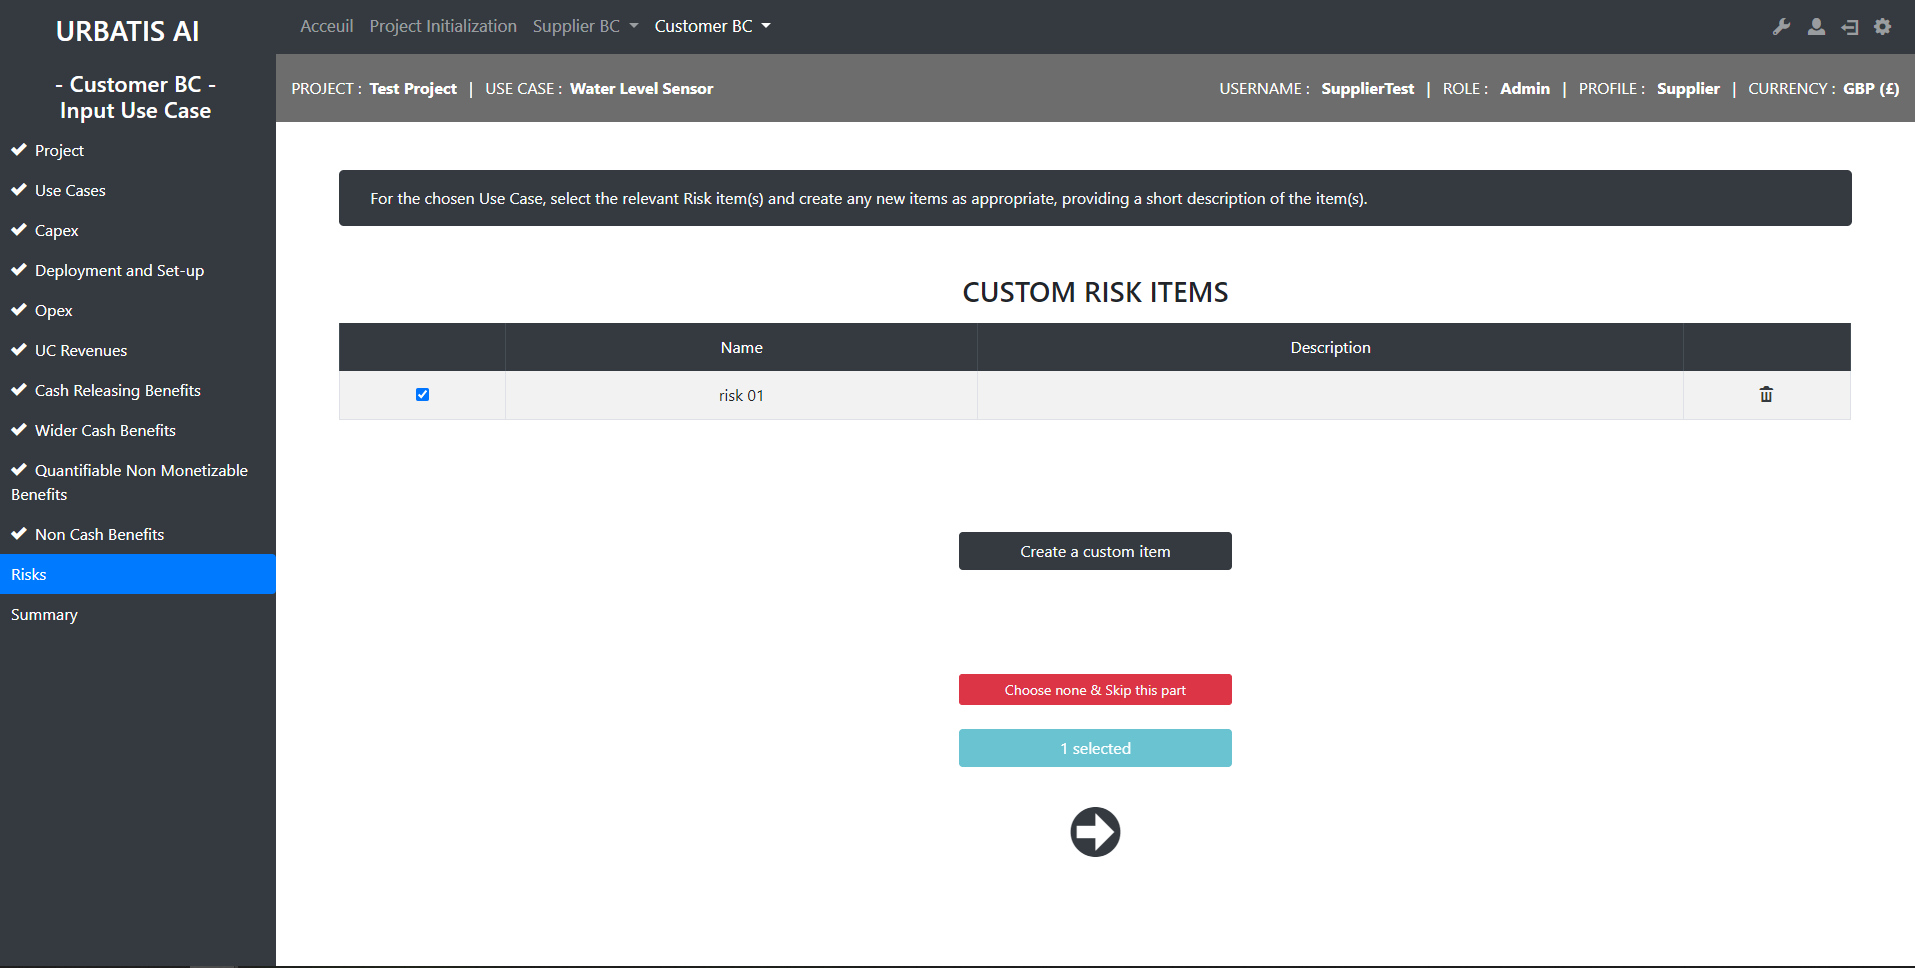 URBATIS AI
- Customer BC -
Input Use Case
Project
Use Cases
Capex
Deployment and Set-up
Opex
UC Revenues
Cash Releasing Benefits
Wider Cash Benefits
Quantifiable Non Monetizable
Benefits
Non Cash Benefits
Risks
Summary
Acceuil Project Initialization Supplier BC Customer BC
PROJECT : Test Project | USE CASE : Water Level Sensor USERNAME : SupplierTest | ROLE : Admin | PROFILE : Supplier | CURRENCY : GBP (£)
For the chosen Use Case, select the relevant Risk item(s) and create any new items as appropriate, providing a short description of the item(s).
CUSTOM RISK ITEMS
Name Description
risk 01
Create a custom item
Choose none & Skip this part
1 selected